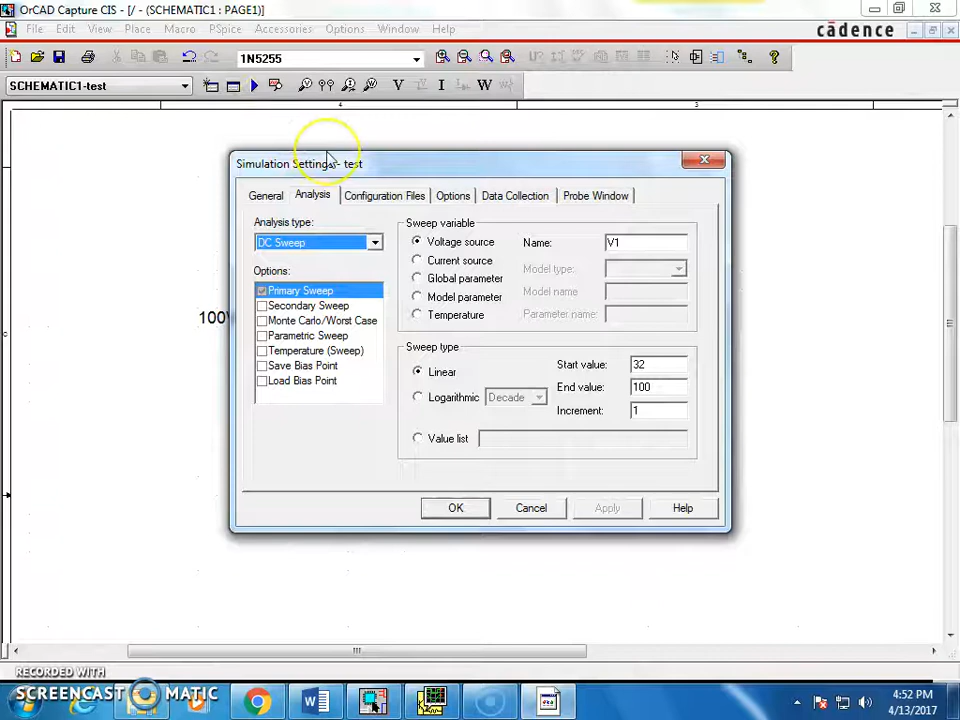 OrCAD Capture CIS - [/ - (SCHEMATIC1 : PAGE1)]
File Edit View Place Macro PSpice Accessories Options Window Help
cādence
1N5255
SCHEMATIC1-test
V I W
4 3
Simulation Settings - test
General Analysis Configuration Files Options Data Collection Probe Window
Analysis type:
DC Sweep
Options:
Primary Sweep
Secondary Sweep
Monte Carlo/Worst Case
Parametric Sweep
Temperature (Sweep)
Save Bias Point
Load Bias Point
Sweep variable
Voltage source
Current source
Global parameter
Model parameter
Temperature
Name: V1
Model type:
Model name
Parameter name:
Sweep type
Linear
Logarithmic Decade
Value list
Start value: 32
End value: 100
Increment: 1
OK Cancel Apply Help
100V
RECORDED WITH
SCREENCAST MATIC
4:52 PM
4/13/2017